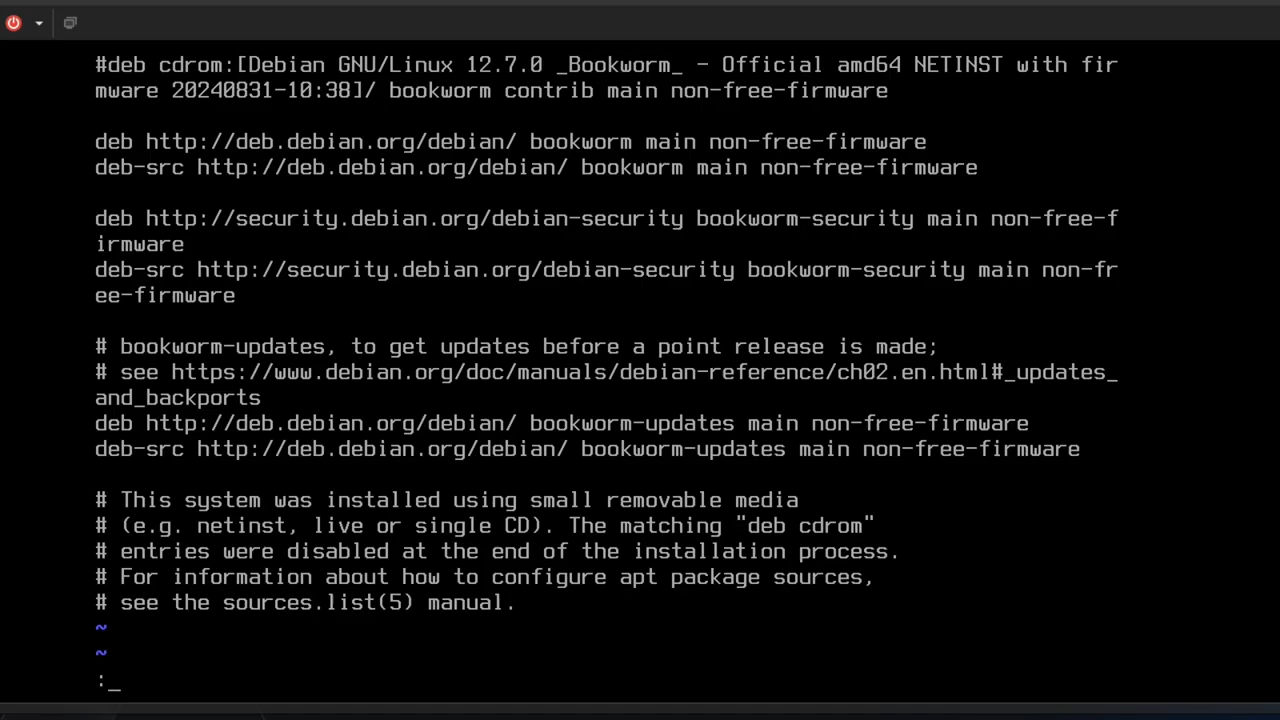 #deb cdrom:[Debian GNU/Linux 12.7.0 _Bookworm_ - Official amd64 NETINST with fir
mware 20240831-10:38]/ bookworm contrib main non-free-firmware
deb http://deb.debian.org/debian/ bookworm main non-free-firmware
deb-src http://deb.debian.org/debian/ bookworm main non-free-firmware
deb http://security.debian.org/debian-security bookworm-security main non-free-f
irmware
deb-src http://security.debian.org/debian-security bookworm-security main non-fr
ee-firmware
# bookworm-updates, to get updates before a point release is made;
# see https://www.debian.org/doc/manuals/debian-reference/ch02.en.html#_updates_
and_backports
deb http://deb.debian.org/debian/ bookworm-updates main non-free-firmware
deb-src http://deb.debian.org/debian/ bookworm-updates main non-free-firmware
# This system was installed using small removable media
# (e.g. netinst, live or single CD). The matching "deb cdrom"
# entries were disabled at the end of the installation process.
# For information about how to configure apt package sources,
# see the sources.list(5) manual.
~
~
:_